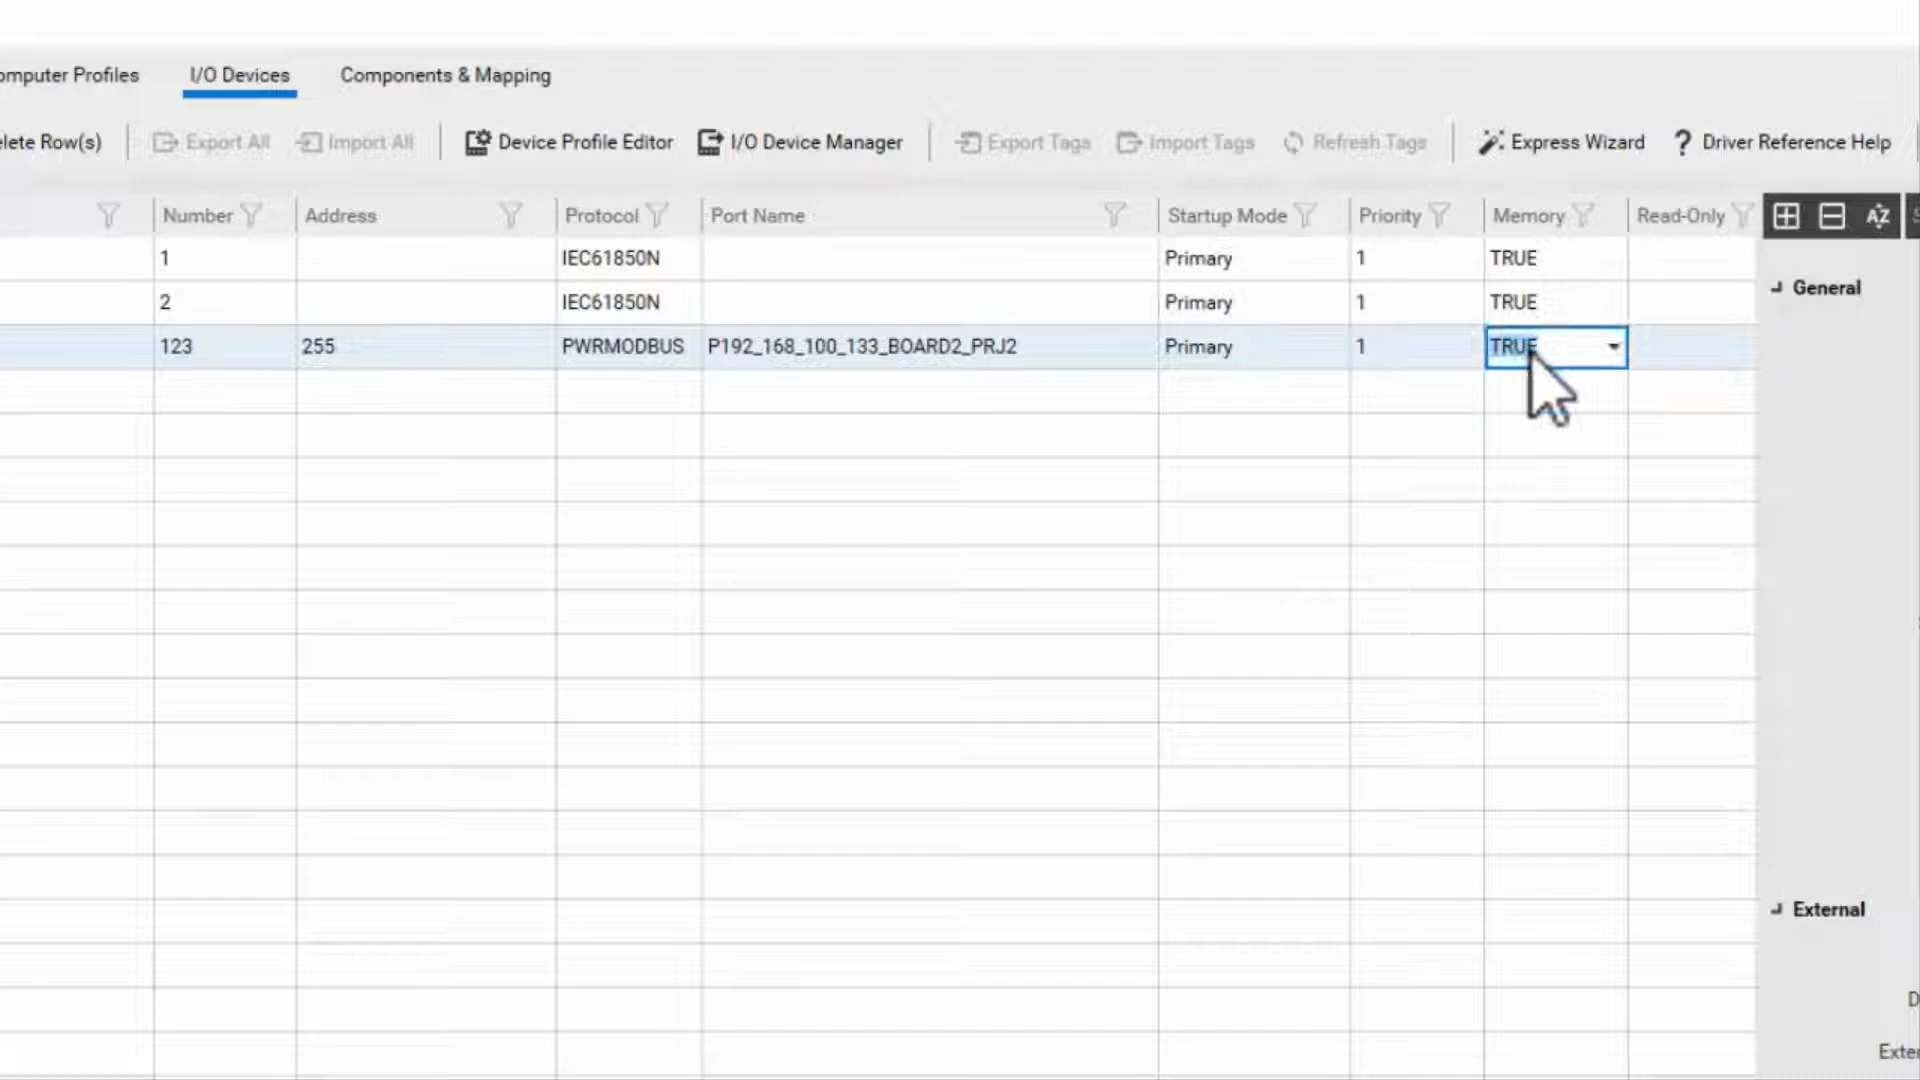 omputer Profiles I/O Devices Components & Mapping
elete Row(s) Export All Import All Device Profile Editor I/O Device Manager Export Tags Import Tags Refresh Tags Express Wizard ? Driver Reference Help
Number Address Protocol Port Name Startup Mode Priority Memory Read-Only AZ
1 IEC61850N Primary 1 TRUE
General
2 IEC61850N Primary 1 TRUE
123 255 PWRMODBUS P192_168_100_133_BOARD2_PRJ2 Primary 1 TRUE
External
D
Exter